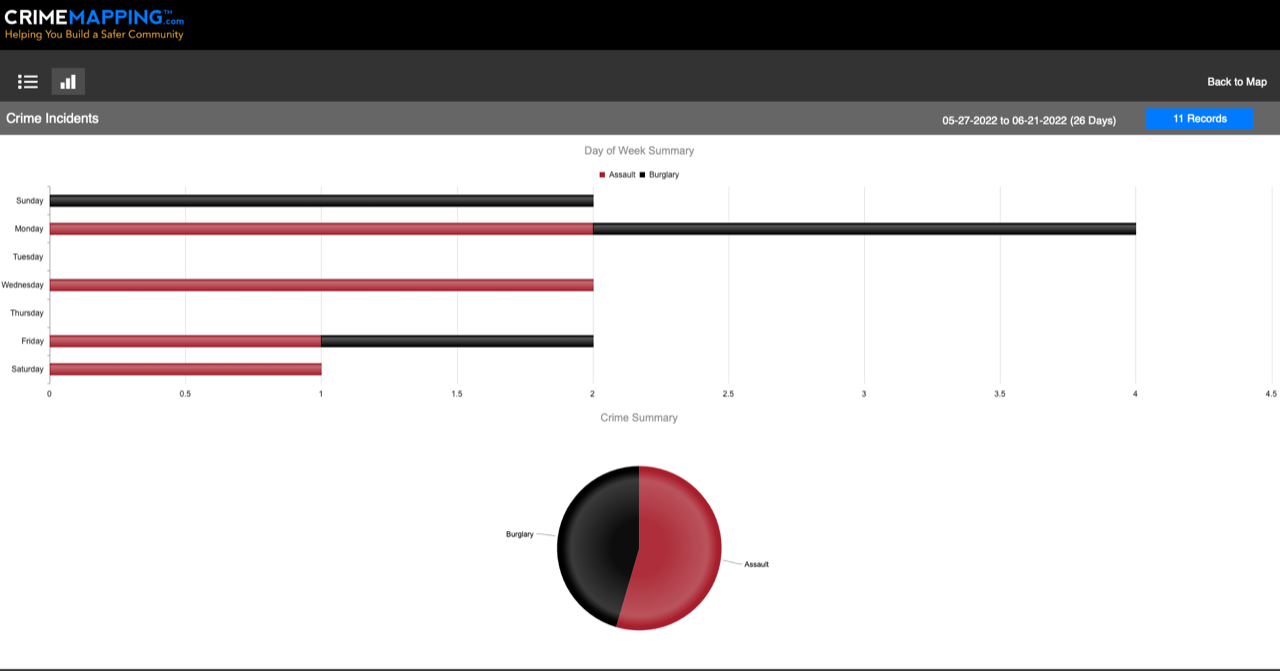 CRIMEMAPPING™.com
Helping You Build a Safer Community
Back to Map
Crime Incidents
05-27-2022 to 06-21-2022 (26 Days)
11 Records
Day of Week Summary
Assault Burglary
Sunday
Monday
Tuesday
Wednesday
Thursday
Friday
Saturday
0 0.5 1 1.5 2 2.5 3 3.5 4 4.5
Crime Summary
Burglary
Assault